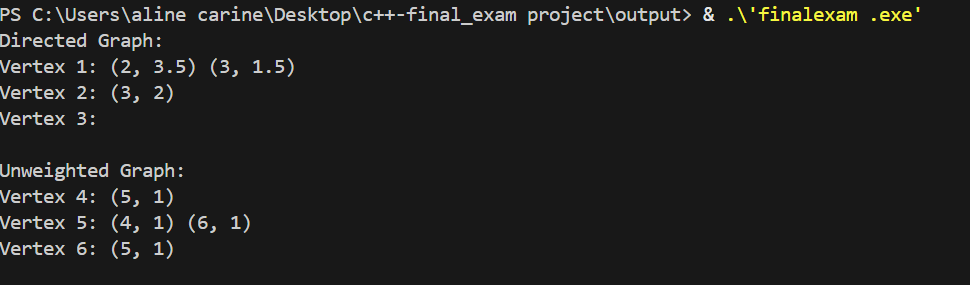 PS C:\Users\aline carine\Desktop\c++-final_exam project\output> & .\'finalexam .exe'
Directed Graph:
Vertex 1: (2, 3.5) (3, 1.5)
Vertex 2: (3, 2)
Vertex 3:
Unweighted Graph:
Vertex 4: (5, 1)
Vertex 5: (4, 1) (6, 1)
Vertex 6: (5, 1)